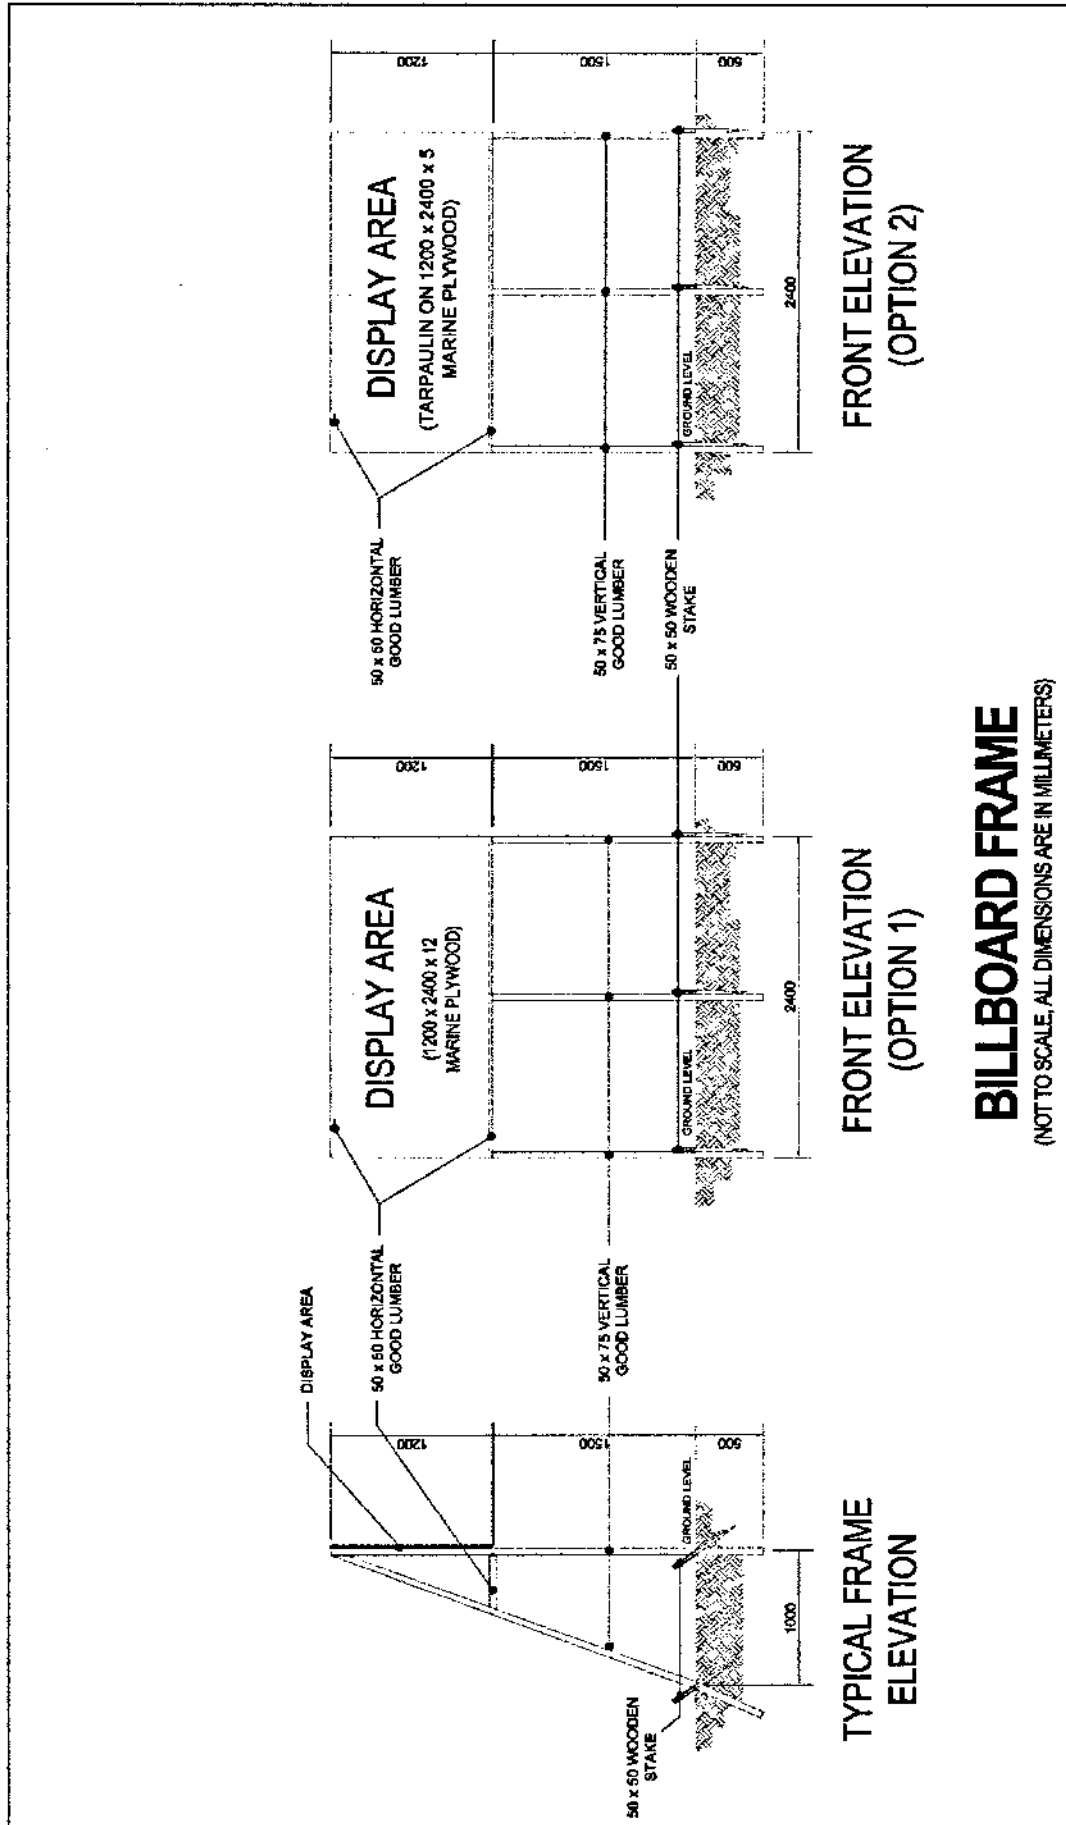 DISPLAY AREA
50 x 50 HORIZONTAL
GOOD LUMBER
50 x 75 VERTICAL
GOOD LUMBER
50 x 50 WOODEN
STAKE
GROUND LEVEL
1200
1500
1000
TYPICAL FRAME
ELEVATION
DISPLAY AREA
(1200 x 2400 x 12
MARINE PLYWOOD)
GROUND LEVEL
1200
1500
2400
FRONT ELEVATION
(OPTION 1)
50 x 50 HORIZONTAL
GOOD LUMBER
50 x 75 VERTICAL
GOOD LUMBER
50 x 50 WOODEN
STAKE
DISPLAY AREA
(TARPAULIN ON 1200 x 2400 x 5
MARINE PLYWOOD)
GROUND LEVEL
1200
1500
2400
FRONT ELEVATION
(OPTION 2)
BILLBOARD FRAME
(NOT TO SCALE, ALL DIMENSIONS ARE IN MILLIMETERS)